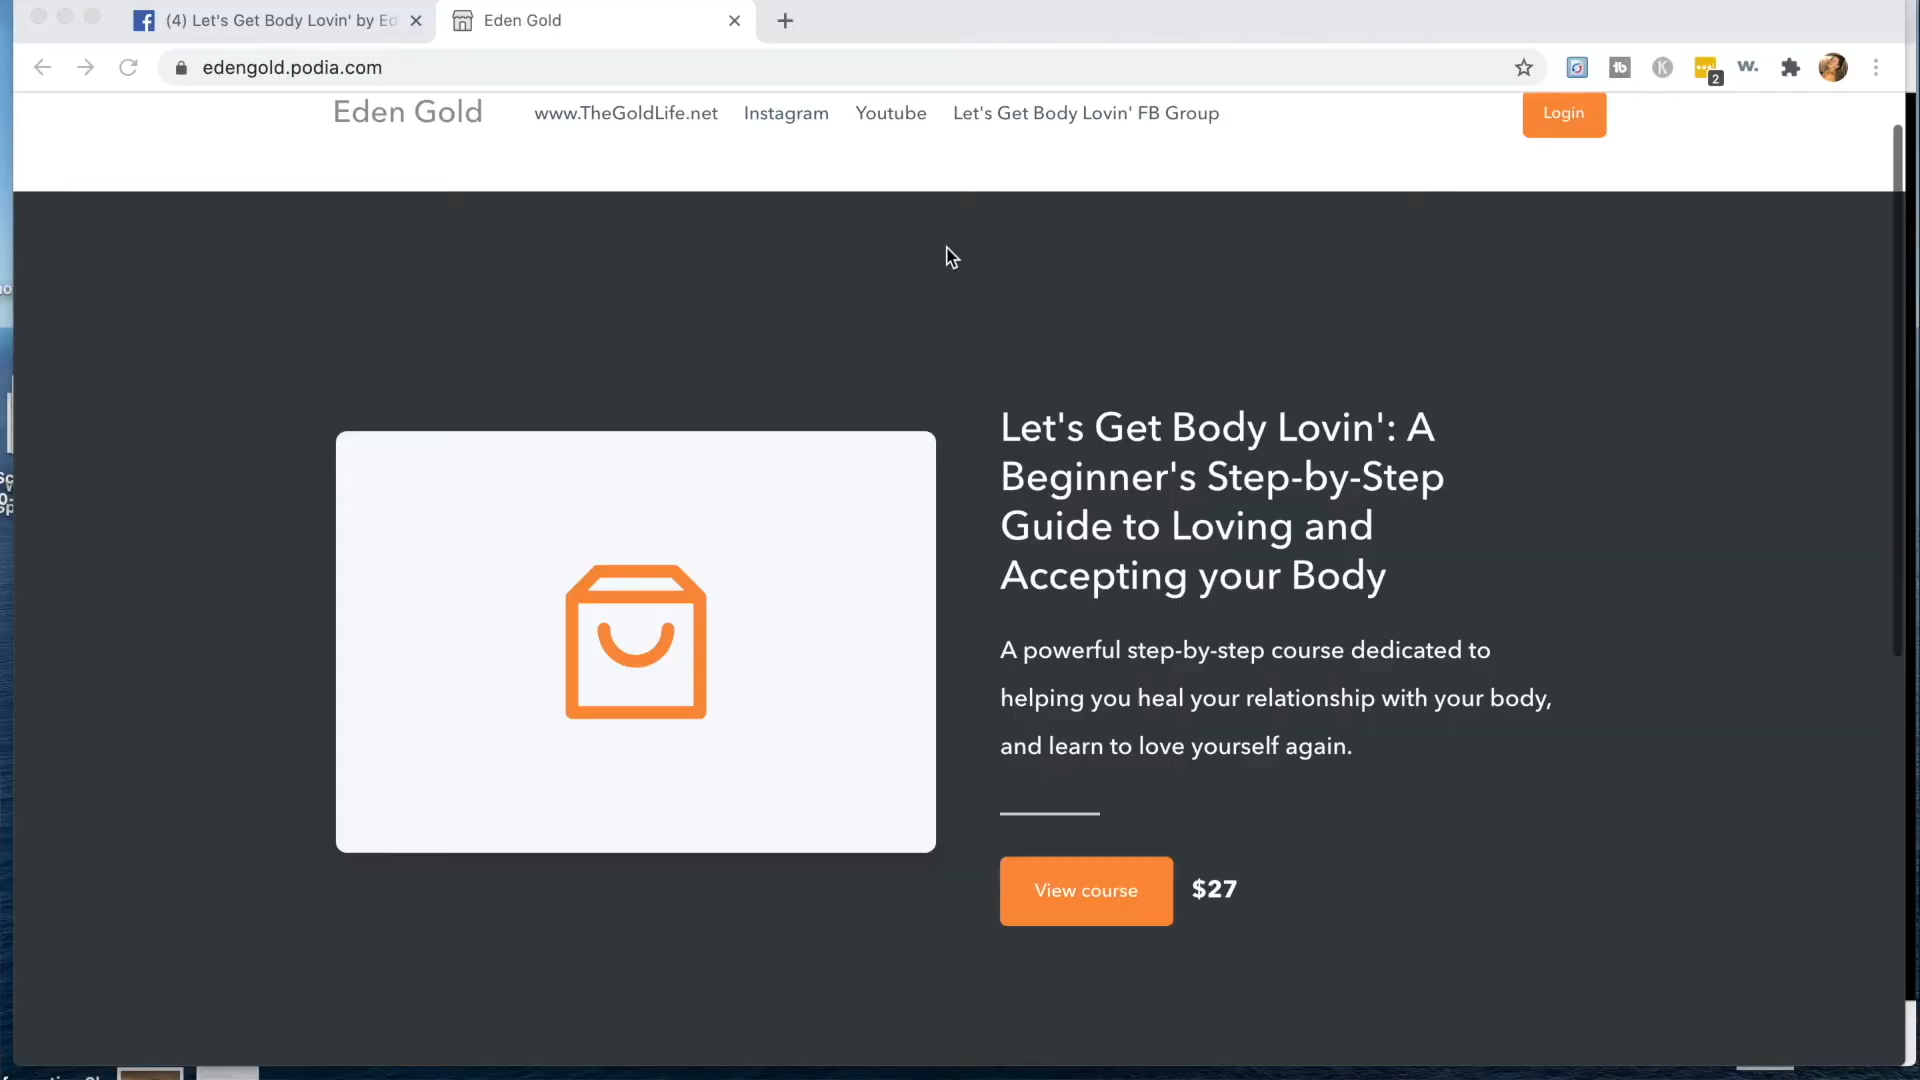 (4) Let's Get Body Lovin' by Ed
Eden Gold
edengold.podia.com
2
Eden Gold
www.TheGoldLife.net
Instagram
Youtube
Let's Get Body Lovin' FB Group
Login
Let's Get Body Lovin': A
Beginner's Step-by-Step
Guide to Loving and
Accepting your Body
A powerful step-by-step course dedicated to
helping you heal your relationship with your body,
and learn to love yourself again.
View course
$27